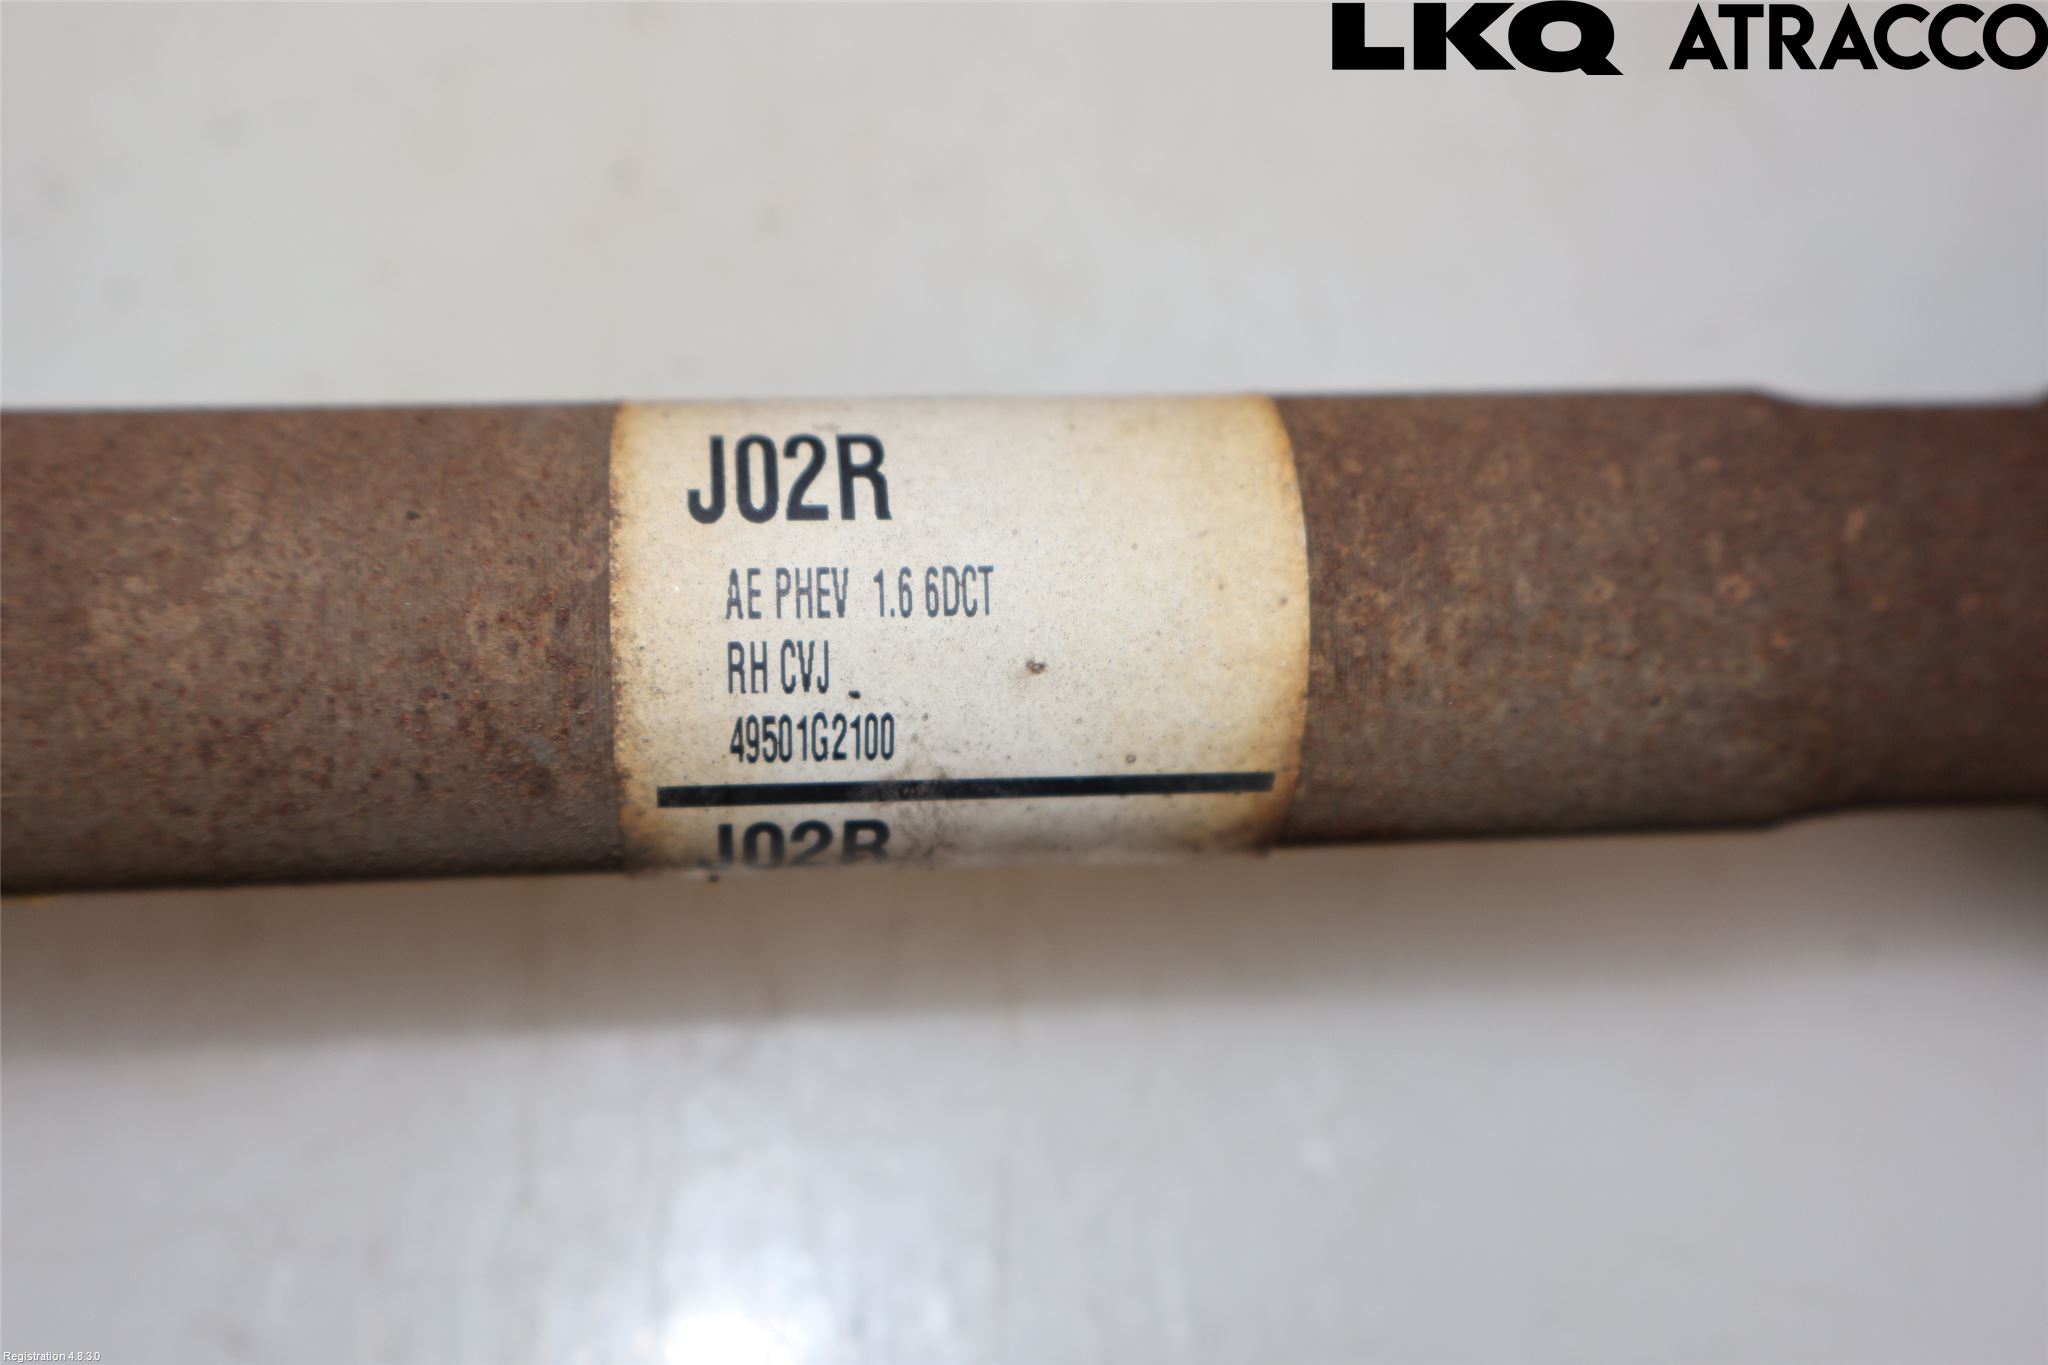 LKQ ATRACCO
J02R
AE PHEV 1.6 6DCT
RH CVJ
49501G2100
J02R
Registration 4.8.3.0